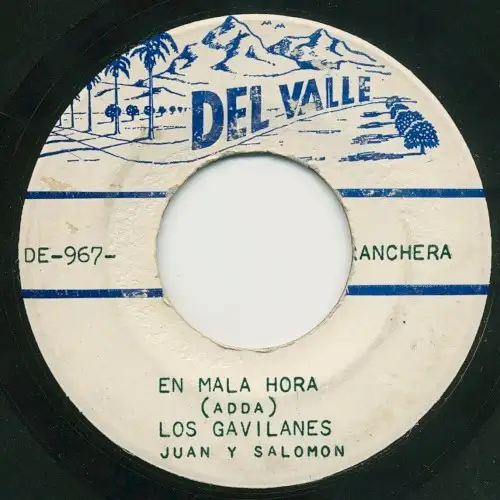 DEL VALLE
DE-967-
RANCHERA
EN MALA HORA
(ADDA)
LOS GAVILANES
JUAN Y SALOMON